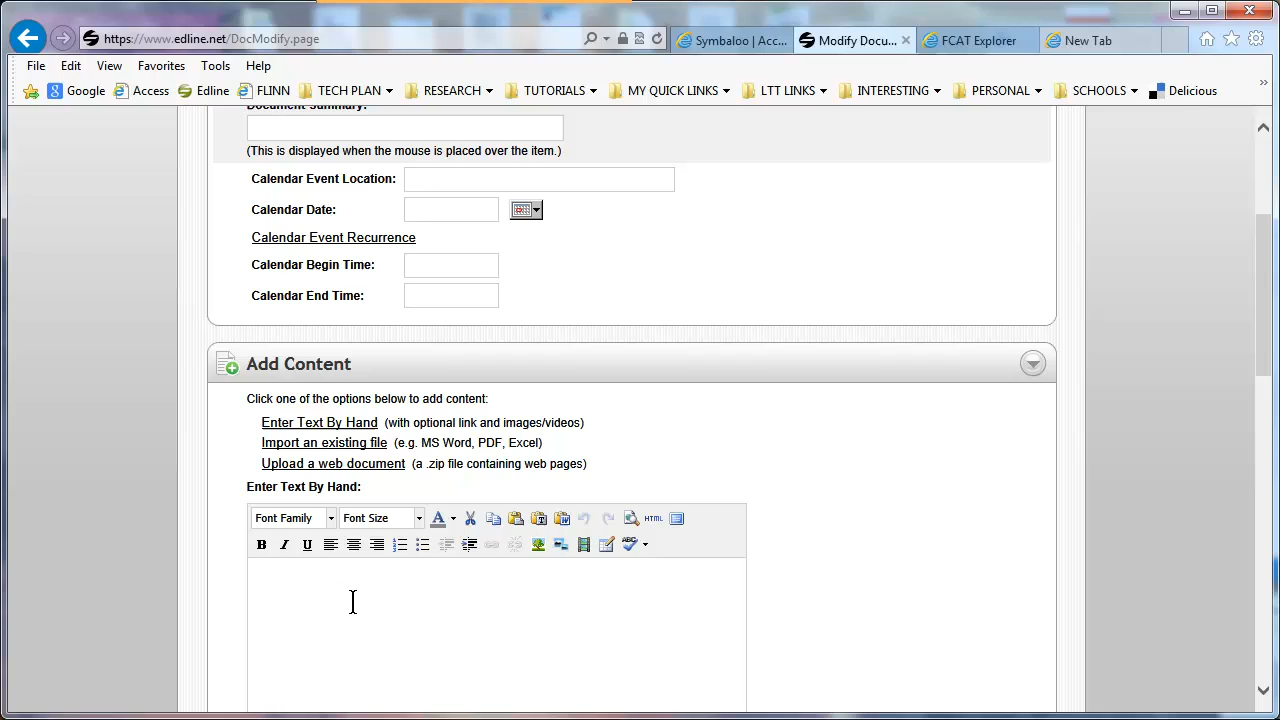 https://www.edline.net/DocModify.page
Symbaloo | Acc...
Modify Docu...
FCAT Explorer
New Tab
File Edit View Favorites Tools Help
Google Access Edline FLINN TECH PLAN RESEARCH TUTORIALS MY QUICK LINKS LTT LINKS INTERESTING PERSONAL SCHOOLS Delicious
Document Summary:
(This is displayed when the mouse is placed over the item.)
Calendar Event Location:
Calendar Date:
Calendar Event Recurrence
Calendar Begin Time:
Calendar End Time:
Add Content
Click one of the options below to add content:
Enter Text By Hand (with optional link and images/videos)
Import an existing file (e.g. MS Word, PDF, Excel)
Upload a web document (a .zip file containing web pages)
Enter Text By Hand:
Font Family Font Size A HTML
B I U ABC